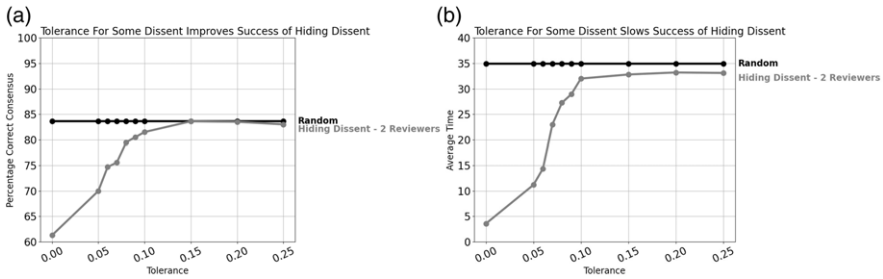 (a)
Tolerance For Some Dissent Improves Success of Hiding Dissent
Percentage Correct Consensus
100
95
90
85
80
75
70
65
60
0.00 0.05 0.10 0.15 0.20 0.25
Tolerance
Random
Hiding Dissent - 2 Reviewers
(b)
Tolerance For Some Dissent Slows Success of Hiding Dissent
Average Time
40
35
30
25
20
15
10
5
0
0.00 0.05 0.10 0.15 0.20 0.25
Tolerance
Random
Hiding Dissent - 2 Reviewers